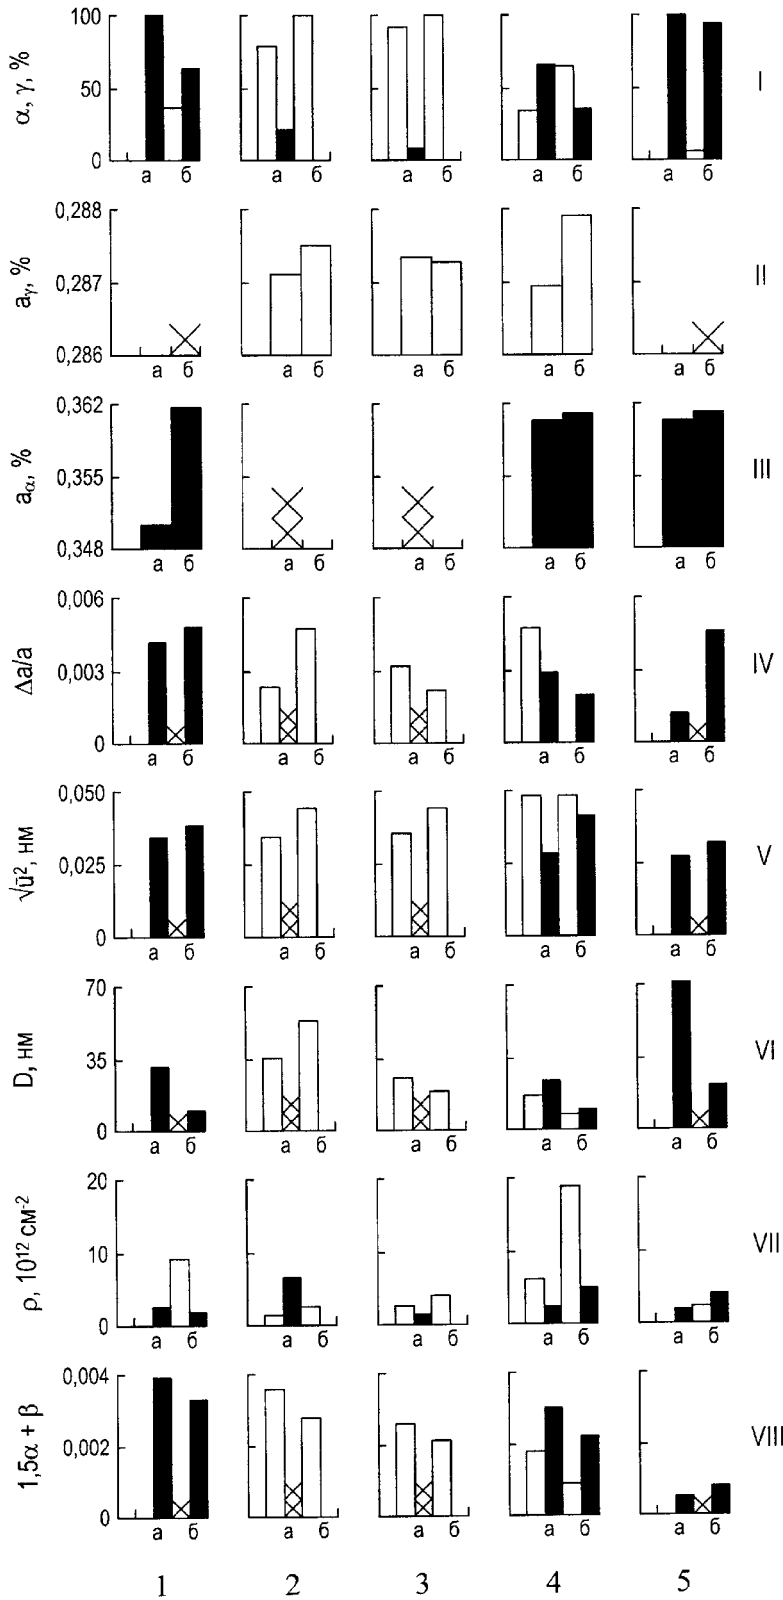 α, γ, %
100
50
0
а б
а б
а б
а б
а б
I
aγ, %
0,288
0,287
0,286
а б
а б
а б
а б
а б
II
aα, %
0,362
0,355
0,348
а б
а б
а б
а б
а б
III
Δa/a
0,006
0,003
0
а б
а б
а б
а б
а б
IV
√ū², нм
0,050
0,025
0
а б
а б
а б
а б
а б
V
D, нм
70
35
0
а б
а б
а б
а б
а б
VI
ρ, 10¹² см⁻²
20
10
0
а б
а б
а б
а б
а б
VII
1,5α + β
0,004
0,002
0
а б
а б
а б
а б
а б
VIII
1 2 3 4 5